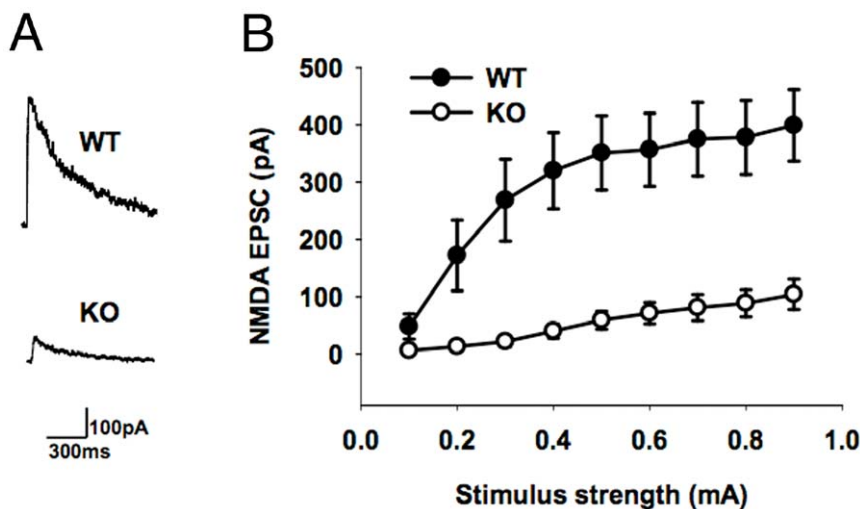 A
WT
KO
100pA
300ms
B
500
400
300
200
100
0
NMDA EPSC (pA)
WT
KO
0.0 0.2 0.4 0.6 0.8 1.0
Stimulus strength (mA)